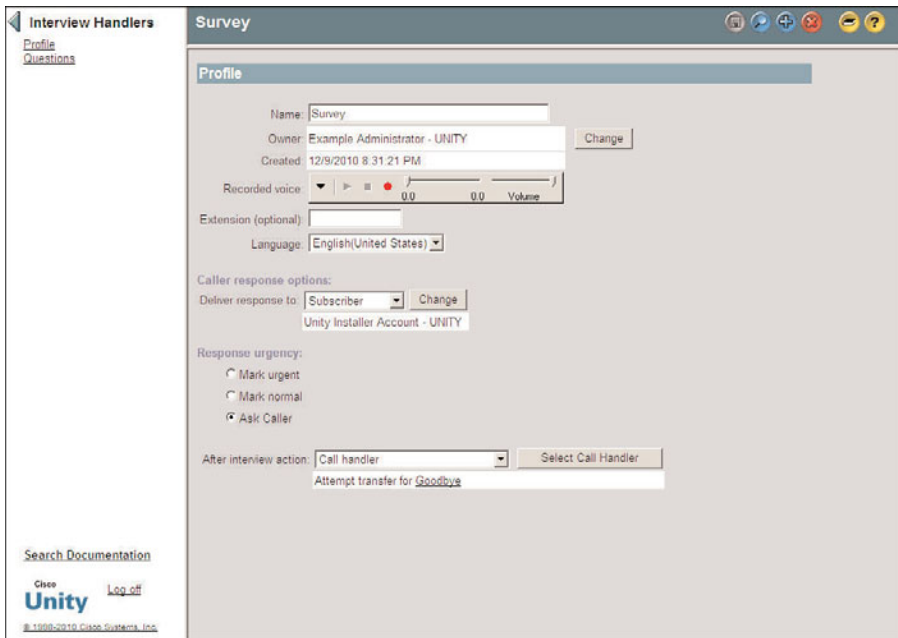 Interview Handlers
Profile
Questions
Survey
Profile
Name: Survey
Owner: Example Administrator - UNITY Change
Created: 12/9/2010 8:31:21 PM
Recorded voice:
0.0 0.0 Volume
Extension (optional):
Language: English(United States)
Caller response options:
Deliver response to: Subscriber Change
Unity Installer Account - UNITY
Response urgency:
Mark urgent
Mark normal
Ask Caller
After interview action: Call handler Select Call Handler
Attempt transfer for Goodbye
Search Documentation
Cisco
Unity Log off
© 1998-2010 Cisco Systems, Inc.